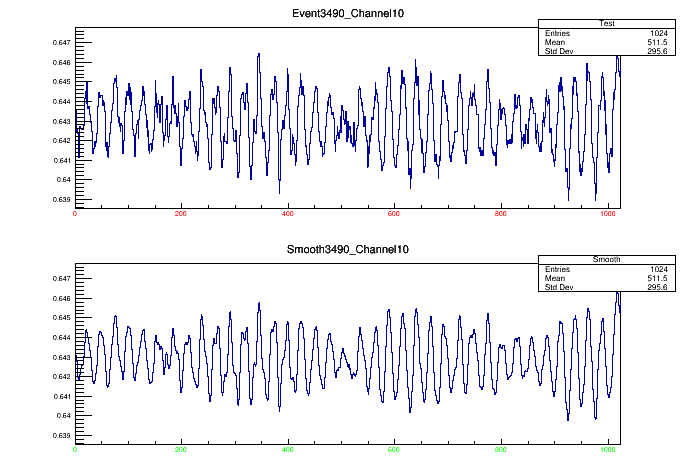 Event3490_Channel10
Test
Entries 1024
Mean 511.5
Std Dev 295.6
0.647
0.646
0.645
0.644
0.643
0.642
0.641
0.64
0.639
0 200 400 600 800 1000
Smooth3490_Channel10
Smooth
Entries 1024
Mean 511.5
Std Dev 295.6
0.647
0.646
0.645
0.644
0.643
0.642
0.641
0.64
0.639
0 200 400 600 800 1000